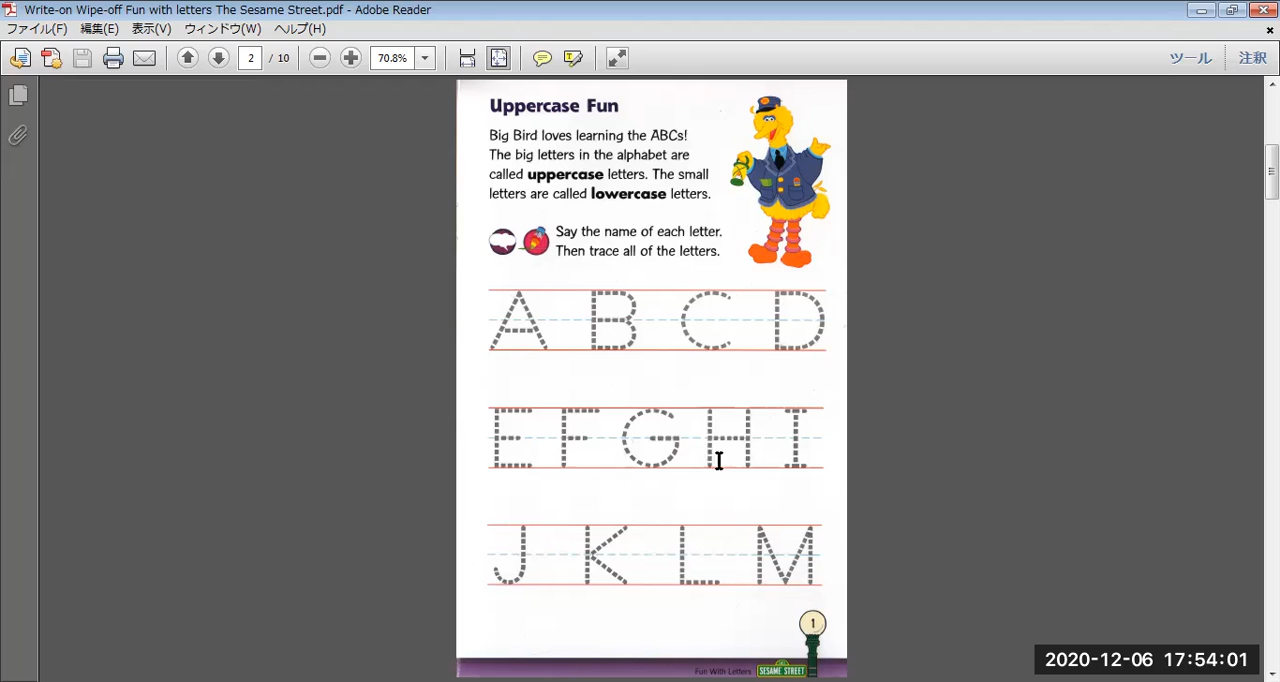 Write-on Wipe-off Fun with letters The Sesame Street.pdf - Adobe Reader
ファイル(F) 編集(E) 表示(V) ウィンドウ(W) ヘルプ(H)
2 / 10 70.8% ツール 注釈
Uppercase Fun
Big Bird loves learning the ABCs!
The big letters in the alphabet are
called uppercase letters. The small
letters are called lowercase letters.
Say the name of each letter.
Then trace all of the letters.
A B C D
E F G H I
J K L M
1
Fun With Letters SESAME STREET
2020-12-06 17:54:01